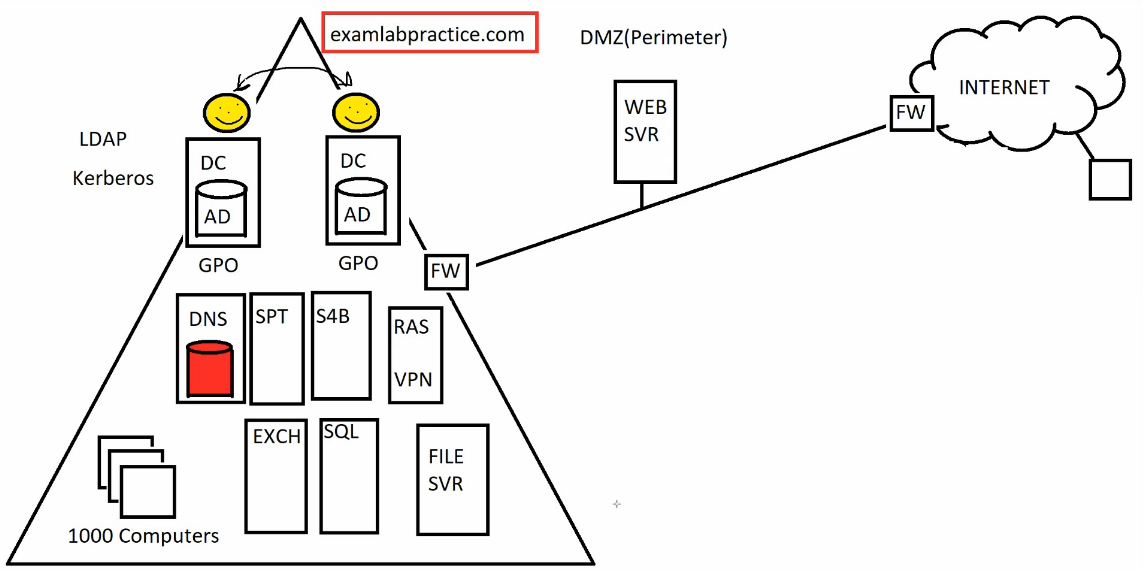 examlabpractice.com
DMZ(Perimeter)
INTERNET
WEB
SVR
FW
LDAP
Kerberos
DC
AD
GPO
DC
AD
GPO
FW
DNS
SPT
S4B
RAS
VPN
EXCH
SQL
FILE
SVR
1000 Computers